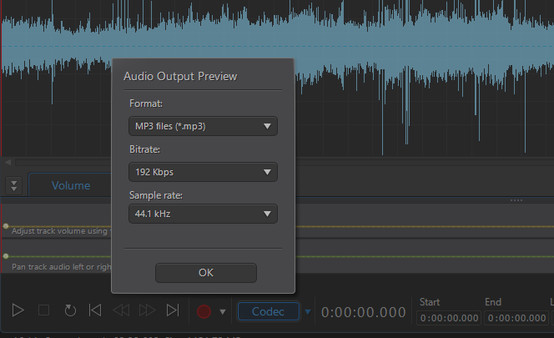 Audio Output Preview
Format:
MP3 files (*.mp3)
Bitrate:
192 Kbps
Sample rate:
44.1 kHz
OK
Volume
Adjust track volume using
Pan track audio left or righ
Codec
0:00:00.000
Start
End
0:00:00.000
0:00:00.000